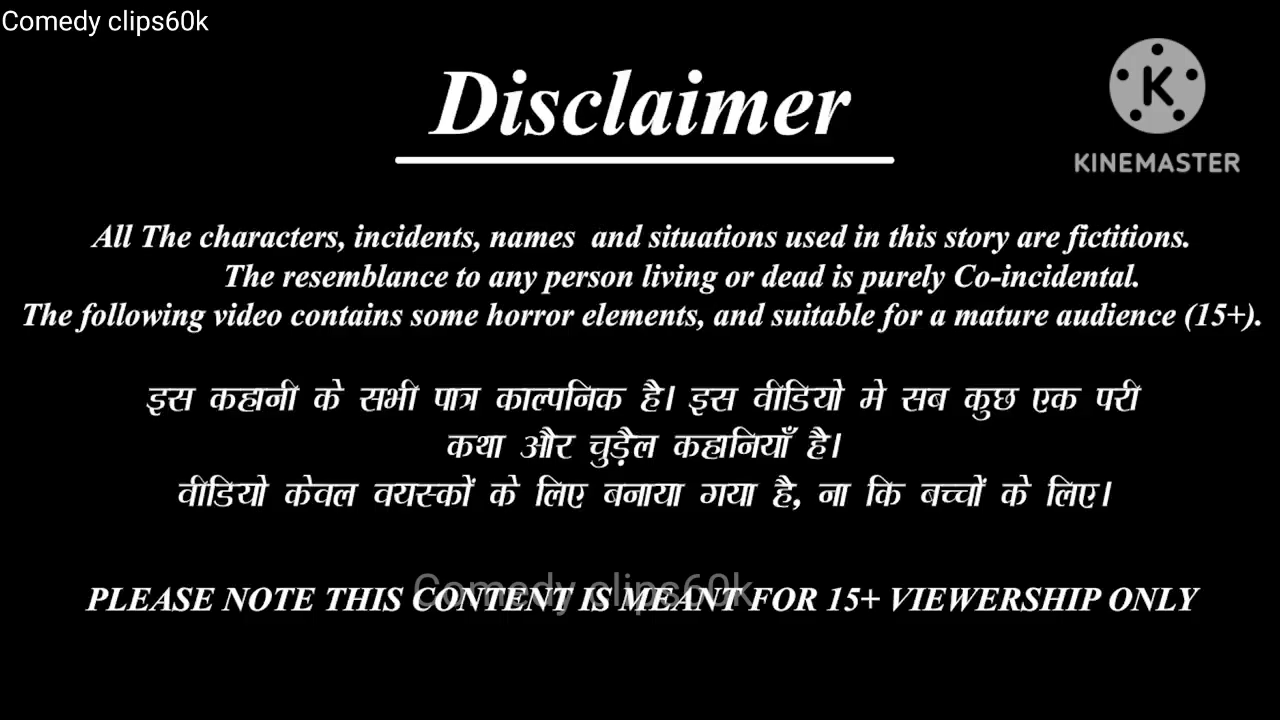 Comedy clips60k
K
KINEMASTER
Disclaimer
All The characters, incidents, names and situations used in this story are fictitions.
The resemblance to any person living or dead is purely Co-incidental.
The following video contains some horror elements, and suitable for a mature audience (15+).
इस कहानी के सभी पात्र काल्पनिक है। इस वीडियो मे सब कुछ एक परी
कथा और चुड़ैल कहानियाँ है।
वीडियो केवल वयस्कों के लिए बनाया गया है, ना कि बच्चों के लिए।
Comedy clips60k
PLEASE NOTE THIS CONTENT IS MEANT FOR 15+ VIEWERSHIP ONLY